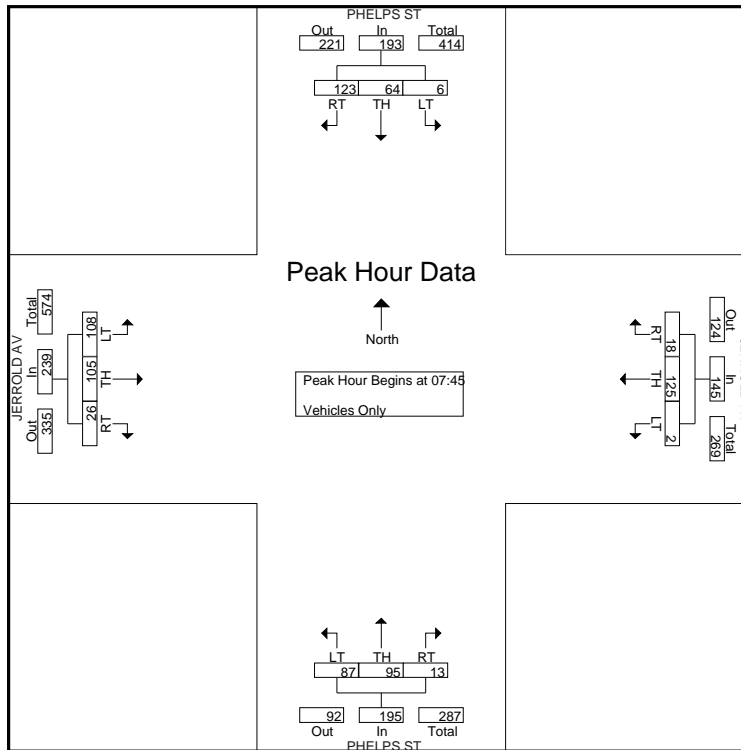 PHELPS ST
Out In Total
221 193 414
123 64 6
RT TH LT
Peak Hour Data
North
Peak Hour Begins at 07:45
Vehicles Only
JERROLD AV
Out In Total
335 239 574
26 105 108
RT TH LT
Out In Total
124 145 269
18 125 2
RT TH LT
LT TH RT
87 95 13
92 195 287
Out In Total
PHELPS ST